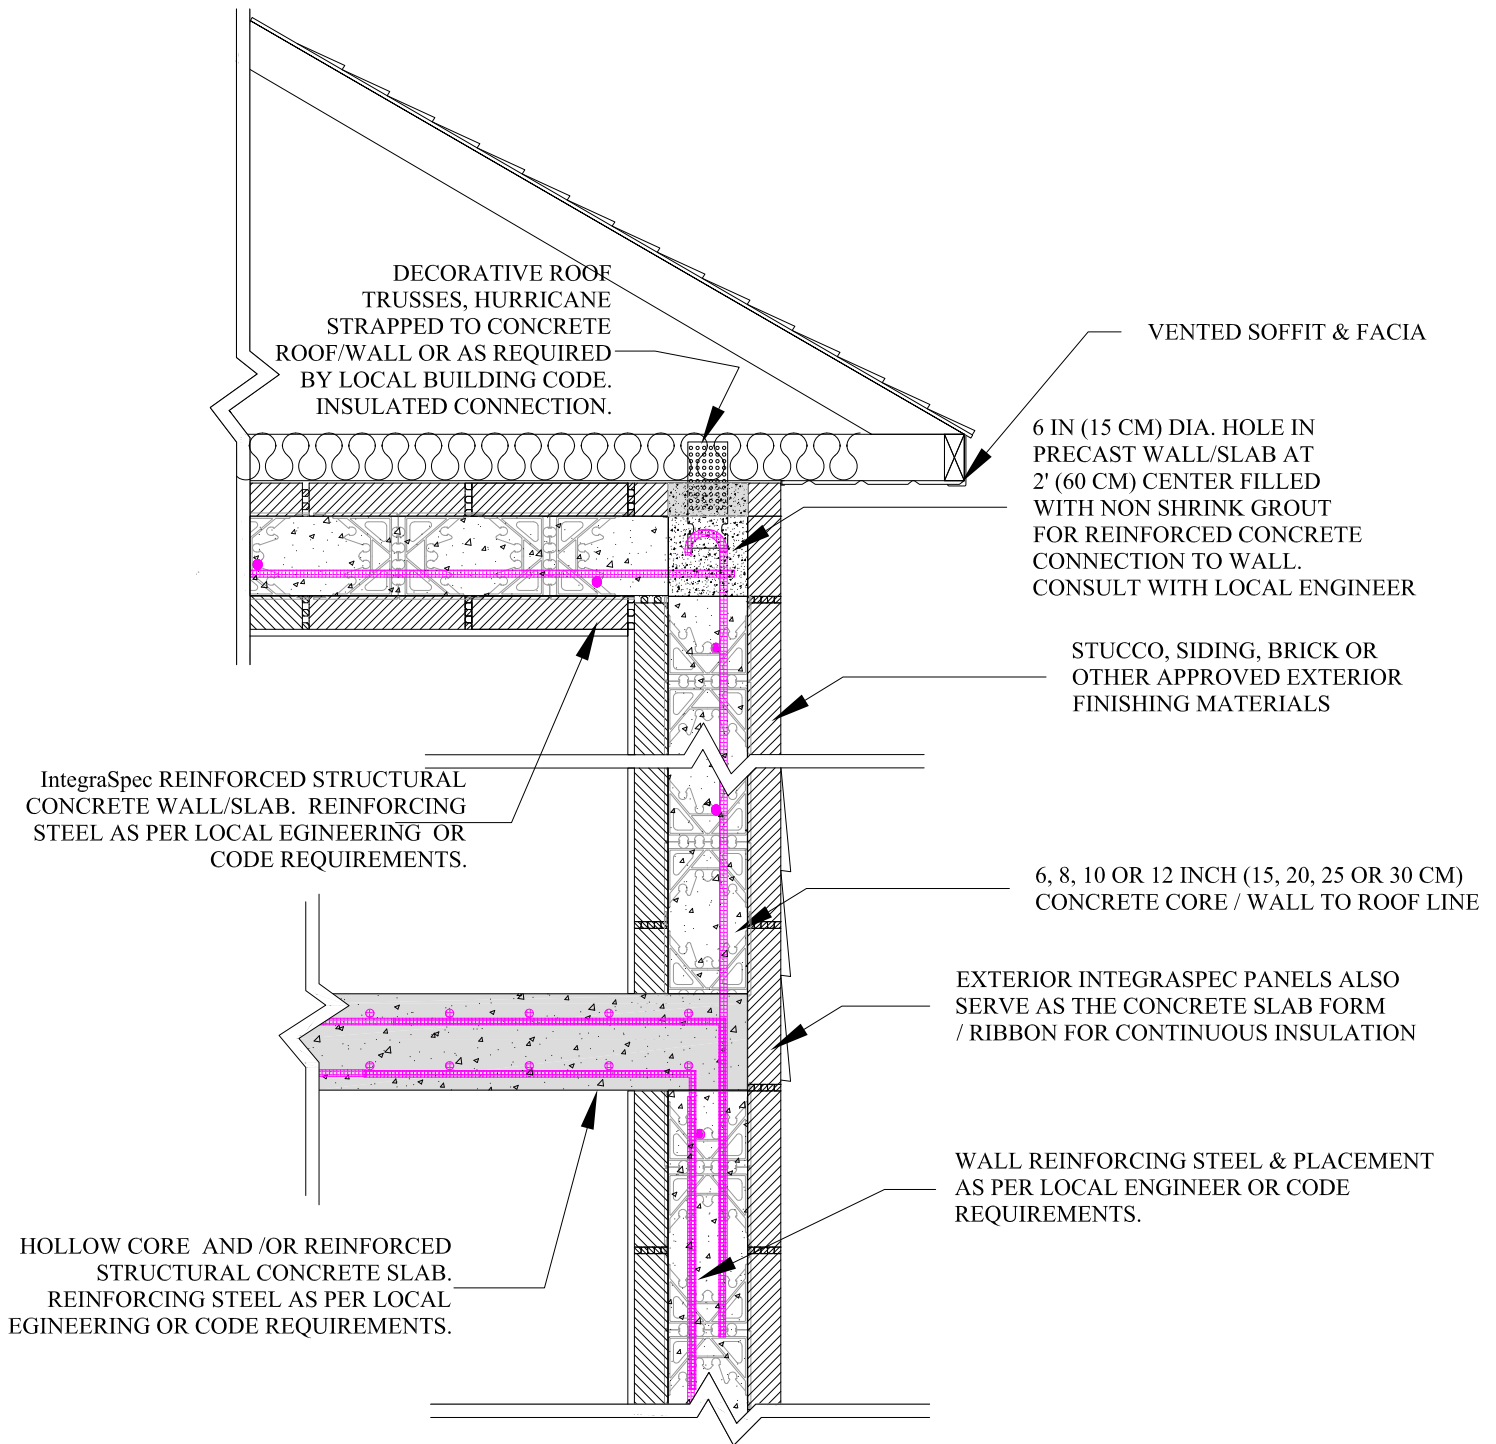 DECORATIVE ROOF
TRUSSES, HURRICANE
STRAPPED TO CONCRETE
ROOF/WALL OR AS REQUIRED
BY LOCAL BUILDING CODE.
INSULATED CONNECTION.
VENTED SOFFIT & FACIA
6 IN (15 CM) DIA. HOLE IN
PRECAST WALL/SLAB AT
2' (60 CM) CENTER FILLED
WITH NON SHRINK GROUT
FOR REINFORCED CONCRETE
CONNECTION TO WALL.
CONSULT WITH LOCAL ENGINEER
STUCCO, SIDING, BRICK OR
OTHER APPROVED EXTERIOR
FINISHING MATERIALS
IntegraSpec REINFORCED STRUCTURAL
CONCRETE WALL/SLAB. REINFORCING
STEEL AS PER LOCAL EGINEERING OR
CODE REQUIREMENTS.
6, 8, 10 OR 12 INCH (15, 20, 25 OR 30 CM)
CONCRETE CORE / WALL TO ROOF LINE
EXTERIOR INTEGRASPEC PANELS ALSO
SERVE AS THE CONCRETE SLAB FORM
/ RIBBON FOR CONTINUOUS INSULATION
WALL REINFORCING STEEL & PLACEMENT
AS PER LOCAL ENGINEER OR CODE
REQUIREMENTS.
HOLLOW CORE AND /OR REINFORCED
STRUCTURAL CONCRETE SLAB.
REINFORCING STEEL AS PER LOCAL
EGINEERING OR CODE REQUIREMENTS.